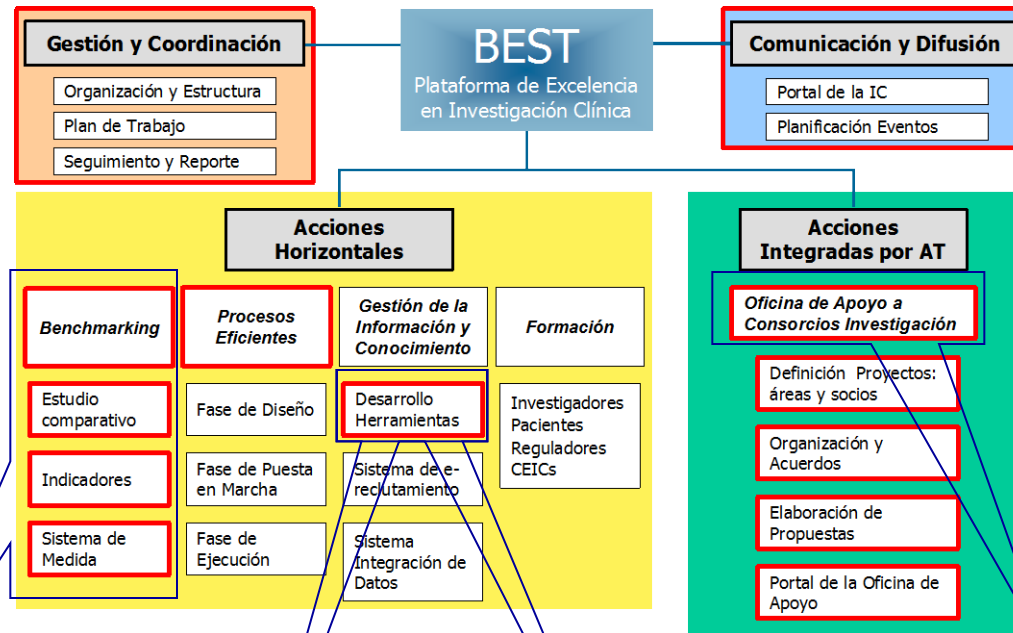 Gestión y Coordinación
Organización y Estructura
Plan de Trabajo
Seguimiento y Reporte
BEST
Plataforma de Excelencia
en Investigación Clínica
Comunicación y Difusión
Portal de la IC
Planificación Eventos
Acciones
Horizontales
Benchmarking
Estudio
comparativo
Indicadores
Sistema de
Medida
Procesos
Eficientes
Fase de Diseño
Fase de Puesta
en Marcha
Fase de
Ejecución
Gestión de la
Información y
Conocimiento
Desarrollo
Herramientas
Sistema de e-
reclutamiento
Sistema
Integración de
Datos
Formación
Investigadores
Pacientes
Reguladores
CEICs
Acciones
Integradas por AT
Oficina de Apoyo a
Consorcios Investigación
Definición Proyectos:
áreas y socios
Organización y
Acuerdos
Elaboración de
Propuestas
Portal de la Oficina de
Apoyo